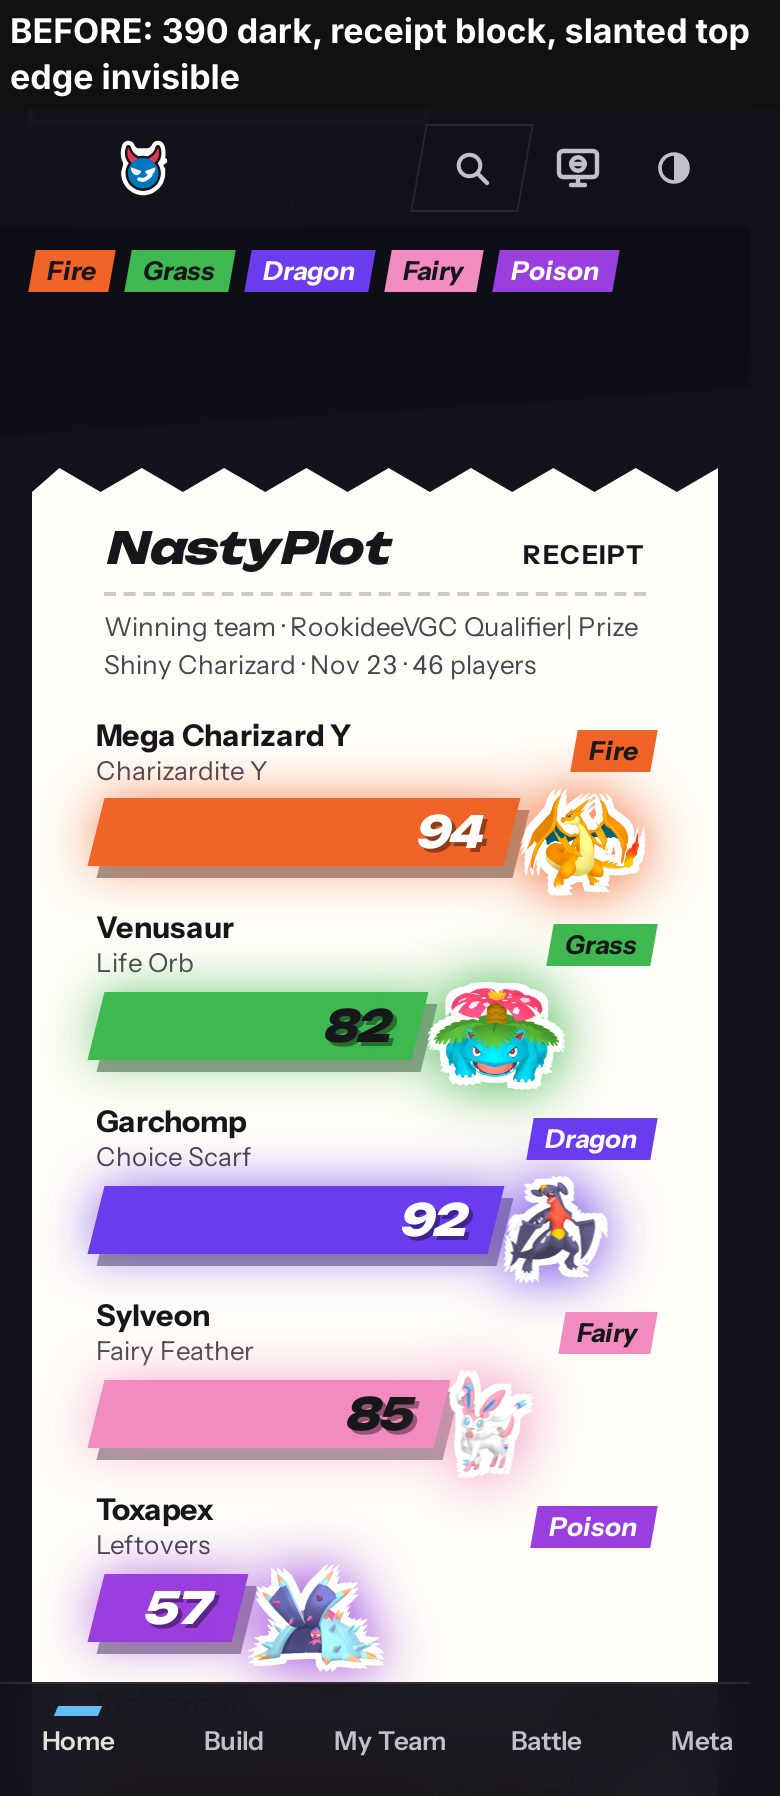 BEFORE: 390 dark, receipt block, slanted top
edge invisible
Fire Grass Dragon Fairy Poison
NastyPlot RECEIPT
Winning team · RookideeVGC Qualifier| Prize
Shiny Charizard · Nov 23 · 46 players
Mega Charizard Y
Fire
Charizardite Y
94
Venusaur
Grass
Life Orb
82
Garchomp
Dragon
Choice Scarf
92
Sylveon
Fairy
Fairy Feather
85
Toxapex
Poison
Leftovers
57
Incineroar
Home Build My Team Battle Meta